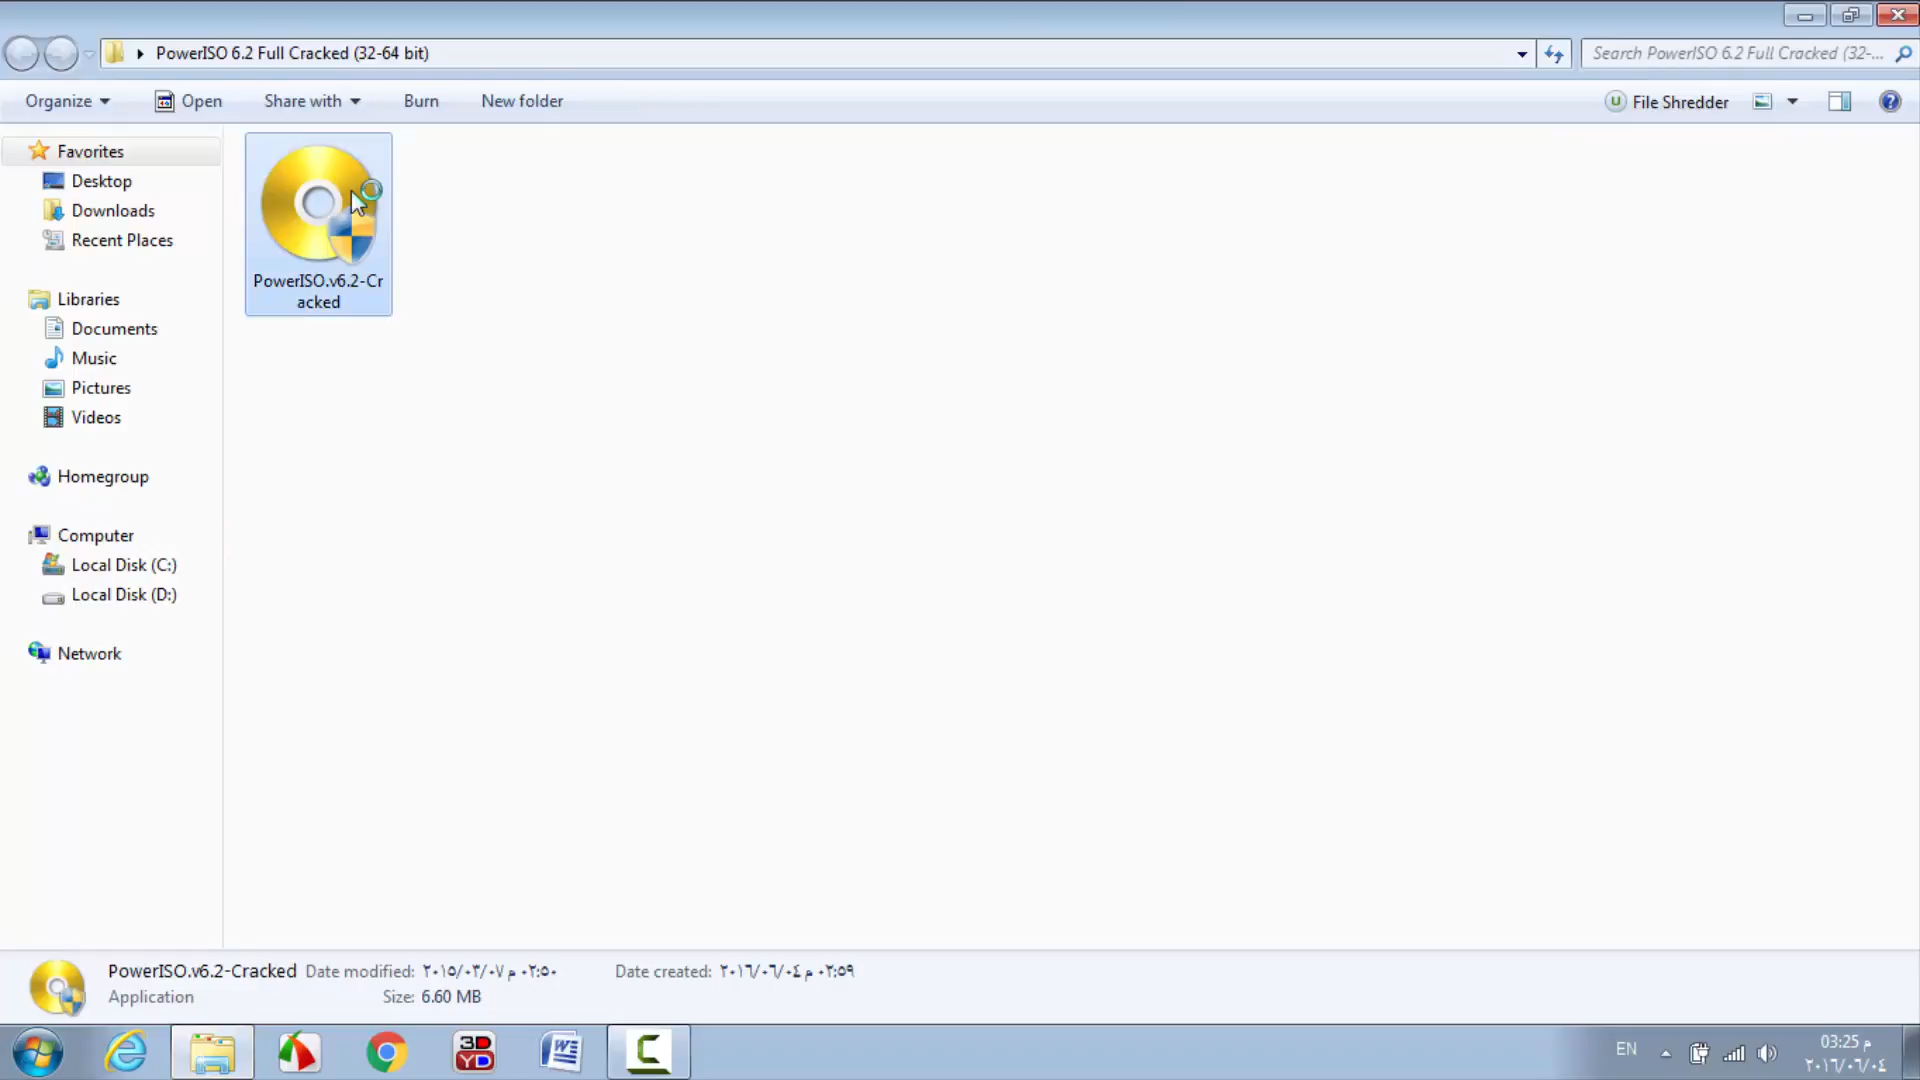 PowerISO 6.2 Full Cracked (32-64 bit)
Search PowerISO 6.2 Full Cracked (32-...
Organize
Open
Share with
Burn
New folder
File Shredder
Favorites
Desktop
Downloads
Recent Places
Libraries
Documents
Music
Pictures
Videos
Homegroup
Computer
Local Disk (C:)
Local Disk (D:)
Network
PowerISO.v6.2-Cr
acked
PowerISO.v6.2-Cracked Date modified: ٢٠١٥/٠٣/٠٧ م ٠٢:٥٠ Date created: ٢٠١٦/٠٦/٠٤ م ٠٢:٥٩
Application Size: 6.60 MB
3D
YD
EN
03:25 م
٢٠١٦/٠٦/٠٤